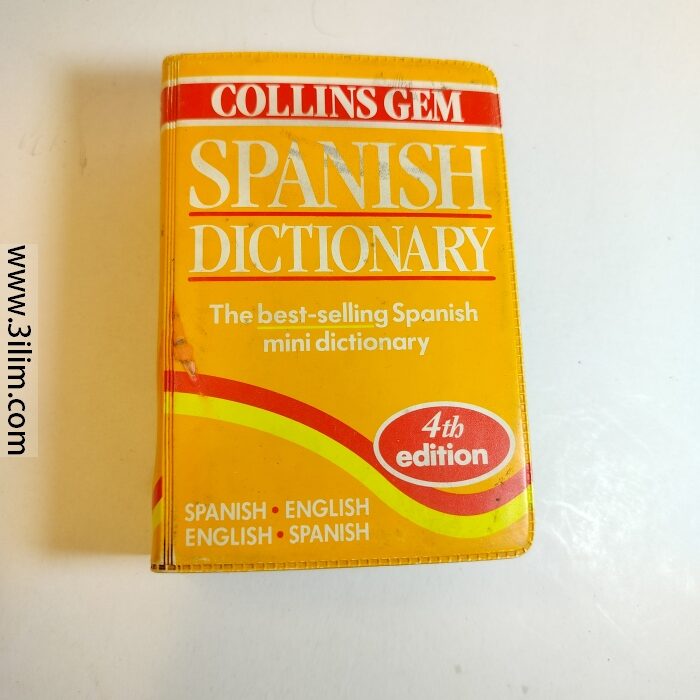 COLLINS GEM
SPANISH
DICTIONARY
The best-selling Spanish
mini dictionary
4th
edition
SPANISH • ENGLISH
ENGLISH • SPANISH
www.3ilim.com